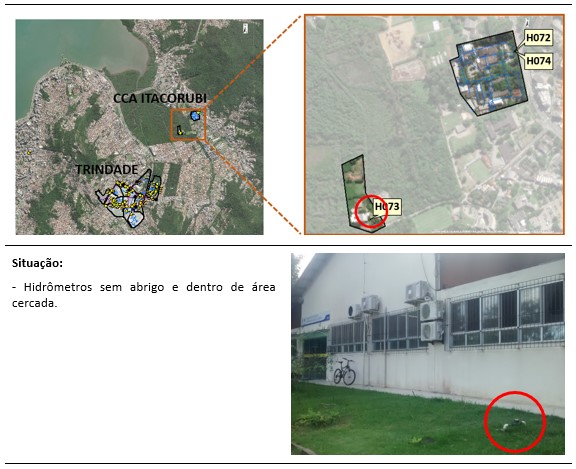 CCA ITACORUBI
TRINDADE
H072
H074
H073
Situação:
- Hidrômetros sem abrigo e dentro de área
cercada.